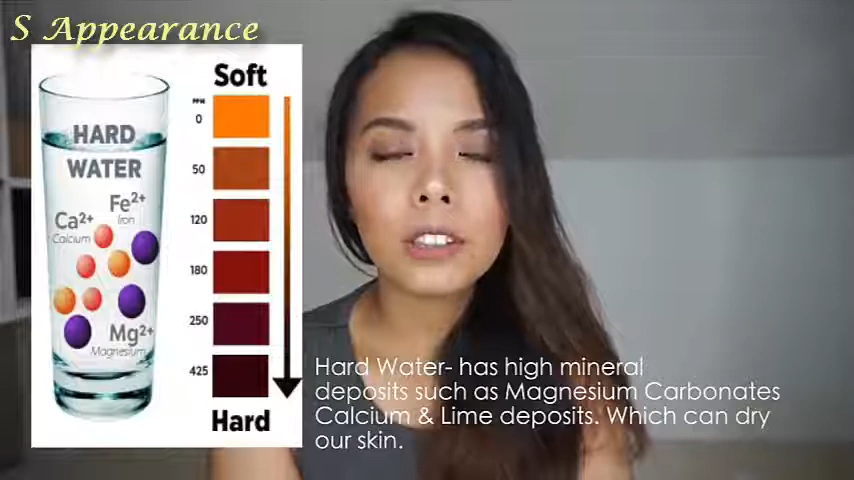 S Appearance
Soft
PPM
0
HARD
WATER
50
Fe2+
Iron
Ca2+
Calcium
120
180
250
Mg2+
Magnesium
425
Hard
Hard Water- has high mineral
deposits such as Magnesium Carbonates
Calcium & Lime deposits. Which can dry
our skin.